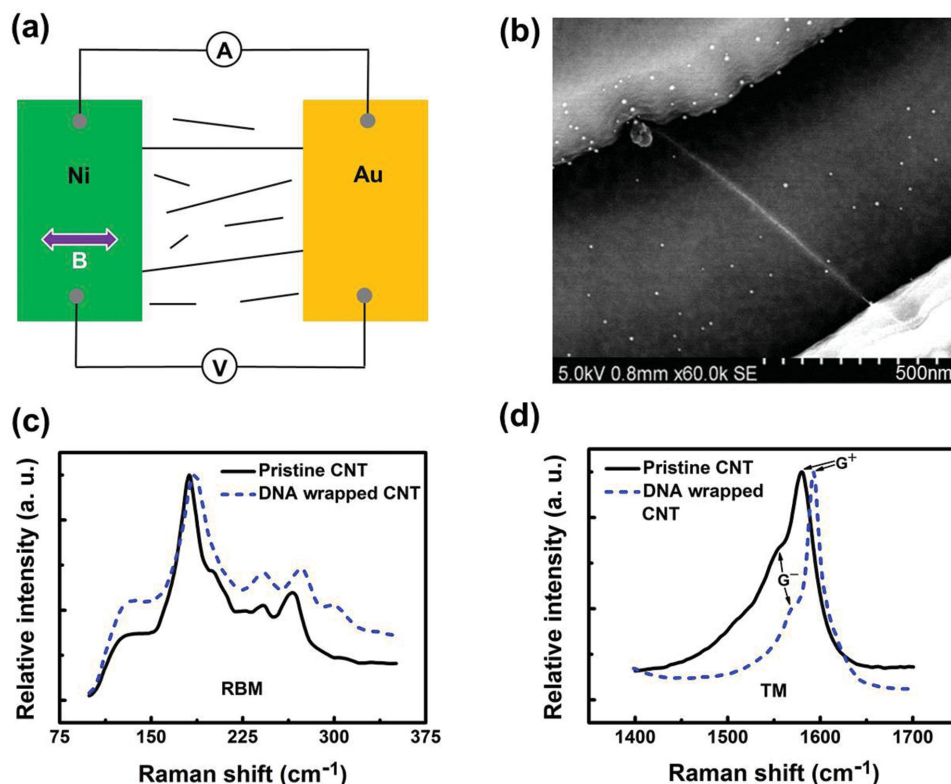 (a)
A
Ni
Au
B
V
(b)
5.0kV 0.8mm x60.0k SE
500nm
(c)
Relative intensity (a. u.)
Pristine CNT
DNA wrapped CNT
RBM
75
150
225
300
375
Raman shift (cm⁻¹)
(d)
Relative intensity (a. u.)
Pristine CNT
DNA wrapped
CNT
G⁺
G⁻
TM
1400
1500
1600
1700
Raman shift (cm⁻¹)